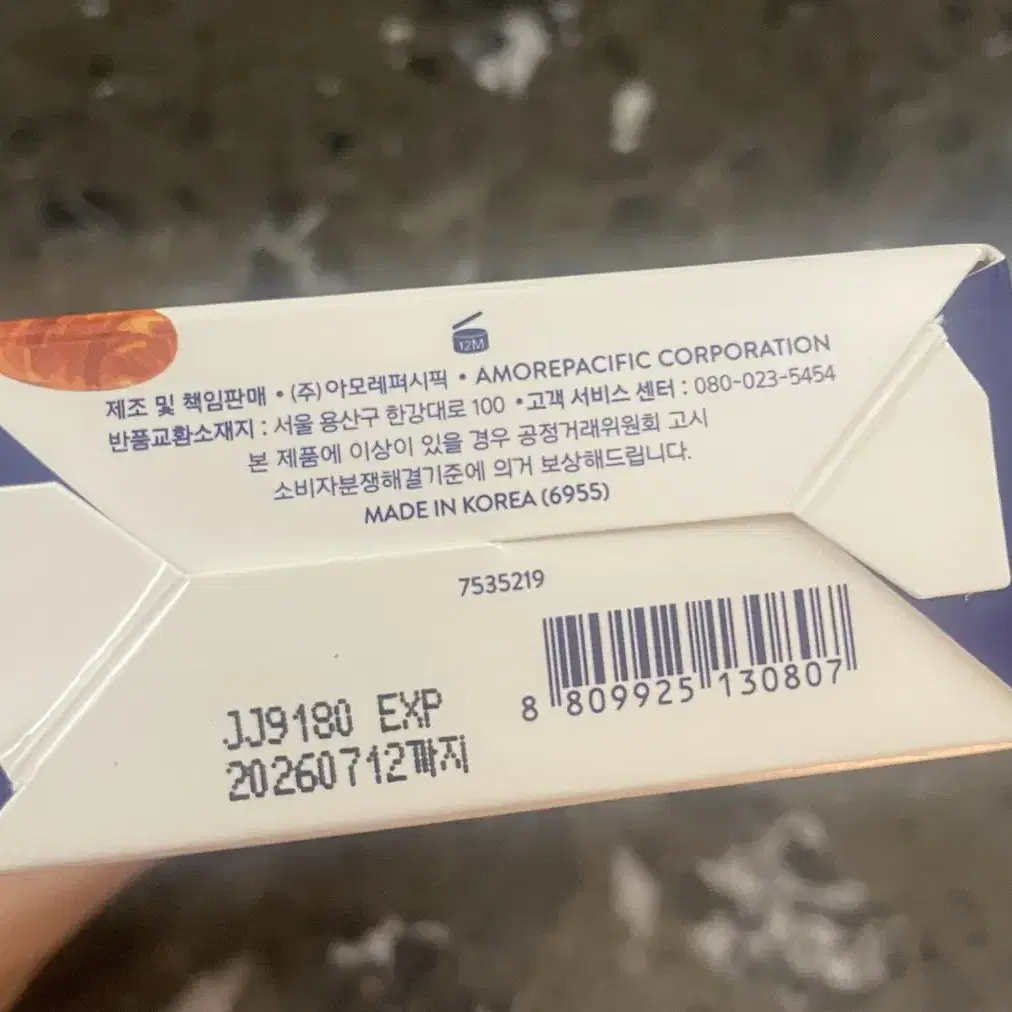 12M
제조 및 책임판매 • (주)아모레퍼시픽 • AMOREPACIFIC CORPORATION
반품교환소재지 : 서울 용산구 한강대로 100 • 고객 서비스 센터 : 080-023-5454
본 제품에 이상이 있을 경우 공정거래위원회 고시
소비자분쟁해결기준에 의거 보상해드립니다.
MADE IN KOREA (6955)
7535219
8 809925 130807
JJ9180 EXP
20260712까지